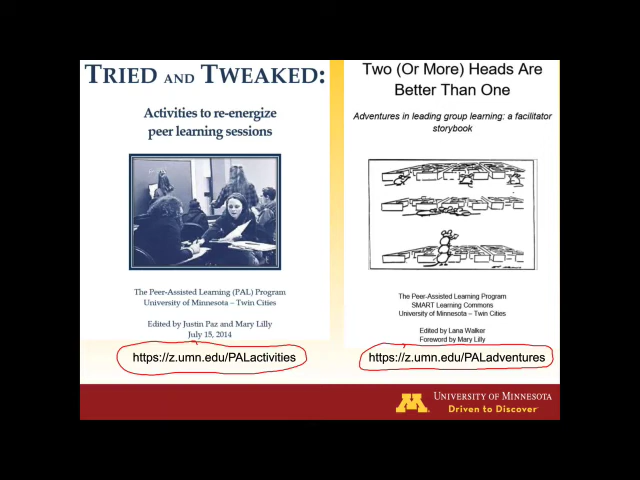 TRIED AND TWEAKED:
Activities to re-energize
peer learning sessions
The Peer-Assisted Learning (PAL) Program
University of Minnesota – Twin Cities
Edited by Justin Paz and Mary Lilly
July 15, 2014
https://z.umn.edu/PALactivities
Two (Or More) Heads Are
Better Than One
Adventures in leading group learning: a facilitator
storybook
The Peer-Assisted Learning Program
SMART Learning Commons
University of Minnesota – Twin Cities
Edited by Lana Walker
Foreword by Mary Lilly
https://z.umn.edu/PALadventures
M
UNIVERSITY OF MINNESOTA
Driven to Discover